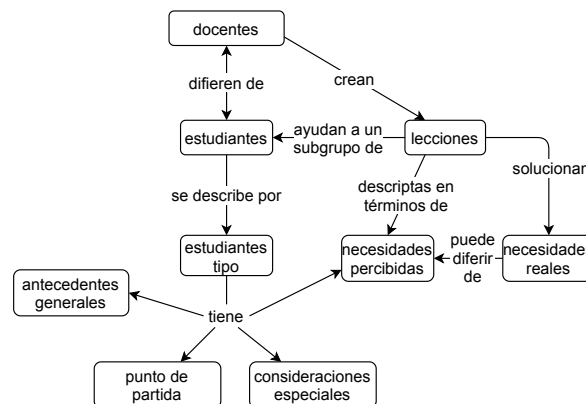 docentes
crean
difieren de
estudiantes
ayudan a un
subgrupo de
lecciones
solucionan
se describe por
descriptas en
términos de
estudiantes
tipo
necesidades
percibidas
puede
diferir
de
necesidades
reales
antecedentes
generales
tiene
punto de
partida
consideraciones
especiales